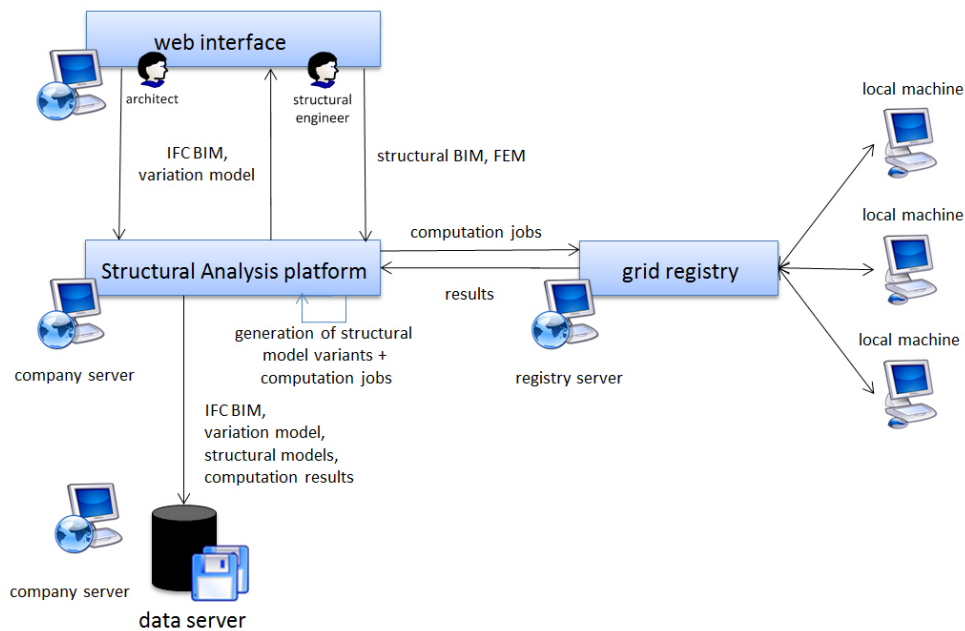 web interface
architect
structural
engineer
IFC BIM,
variation model
structural BIM, FEM
local machine
local machine
local machine
computation jobs
Structural Analysis platform
grid registry
results
generation of structural
model variants +
computation jobs
company server
registry server
IFC BIM,
variation model,
structural models,
computation results
company server
data server